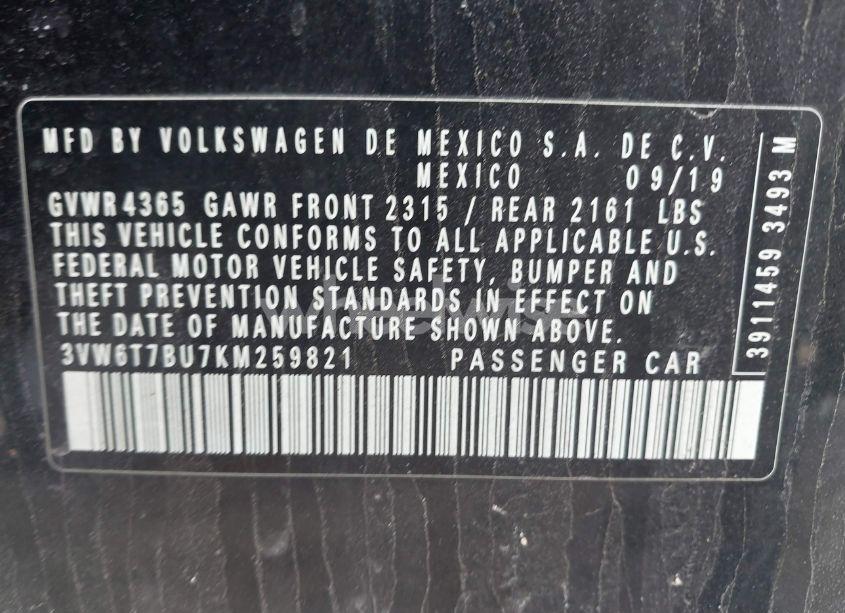 MFD BY VOLKSWAGEN DE MEXICO S.A. DE C.V.
MEXICO 09/19
GVWR 4365 GAWR FRONT 2315 / REAR 2161 LBS
THIS VEHICLE CONFORMS TO ALL APPLICABLE U.S.
FEDERAL MOTOR VEHICLE SAFETY, BUMPER AND
THEFT PREVENTION STANDARDS IN EFFECT ON
THE DATE OF MANUFACTURE SHOWN ABOVE.
3VW6T7BU7KM259821 PASSENGER CAR
3911459 3493 M
wheelwise